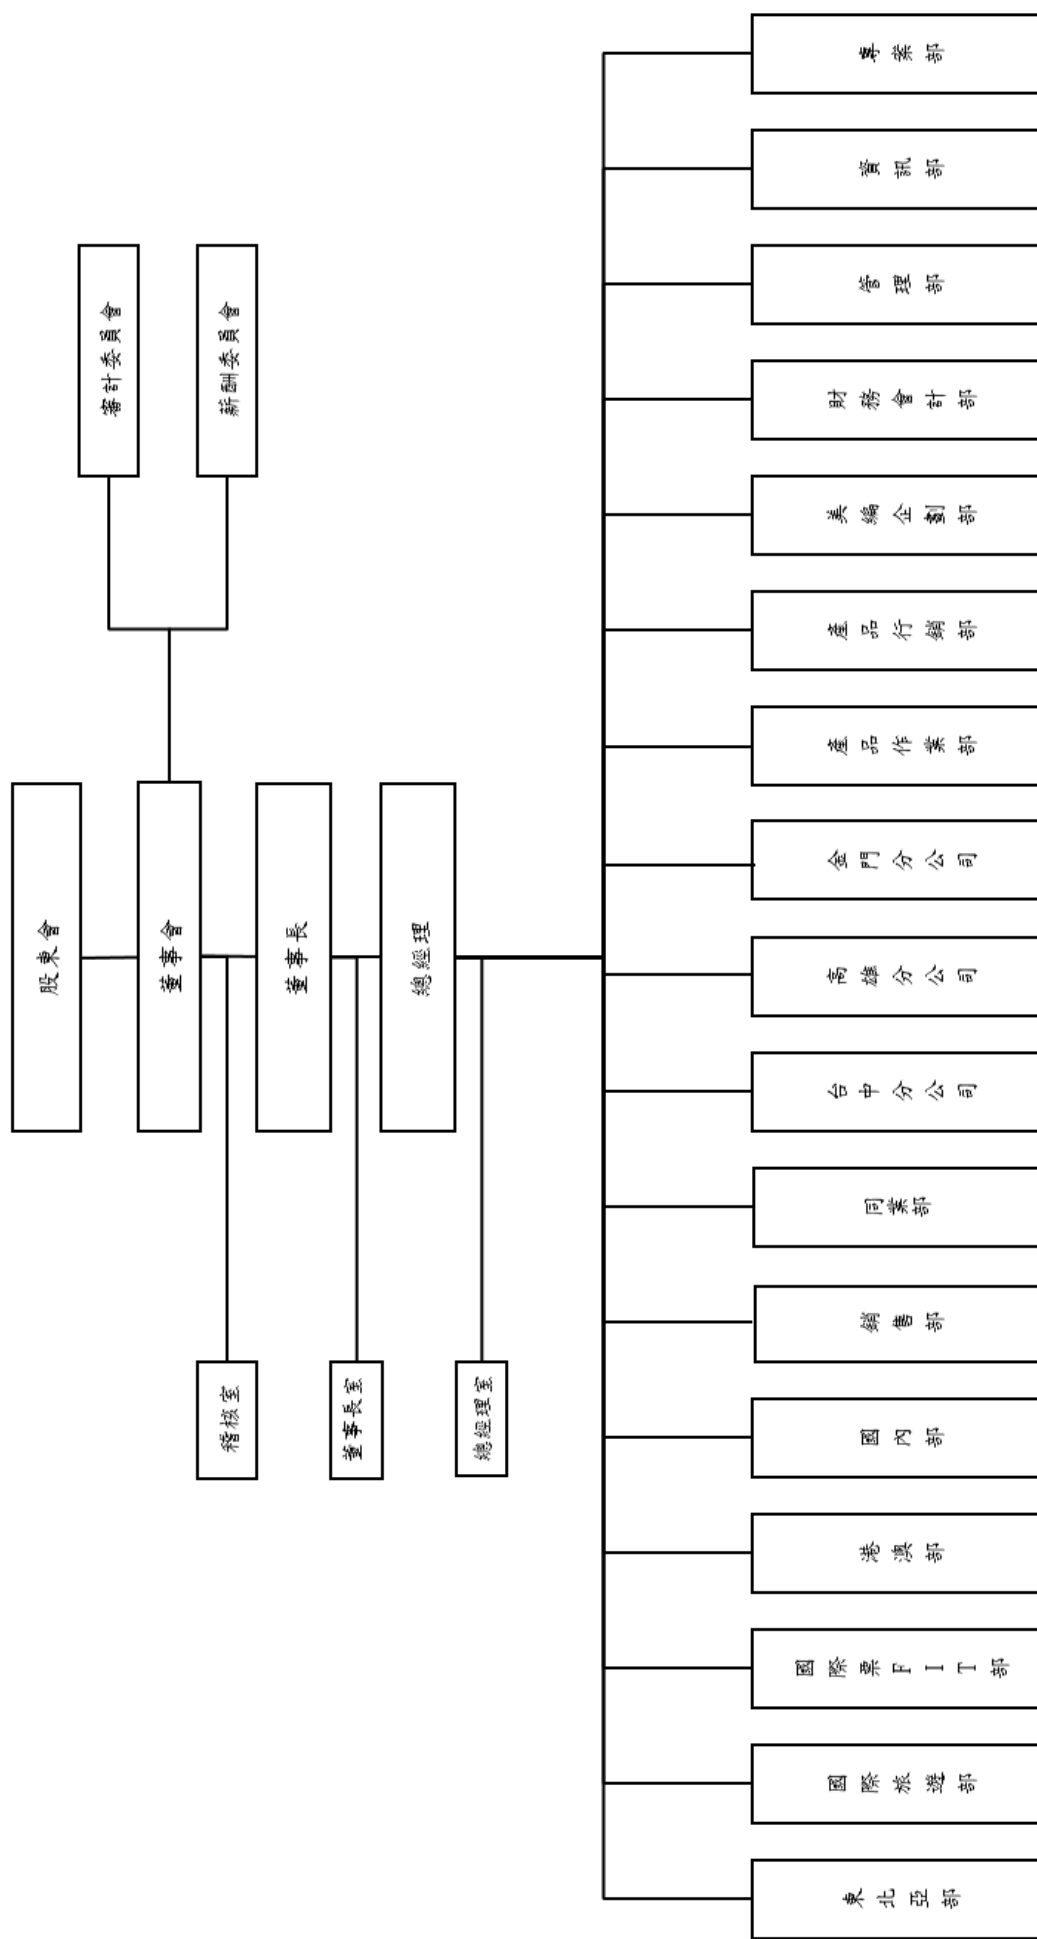 股東會
董事會
審計委員會
薪酬委員會
稽核室
董事長
董事長室
總經理
總經理室
專案部
資訊部
管理部
財務會計部
美編企劃部
產品行銷部
產品作業部
金門分公司
高雄分公司
台中分公司
同業部
銷售部
國內部
港澳部
國際票FIT部
國際旅遊部
東北亞部